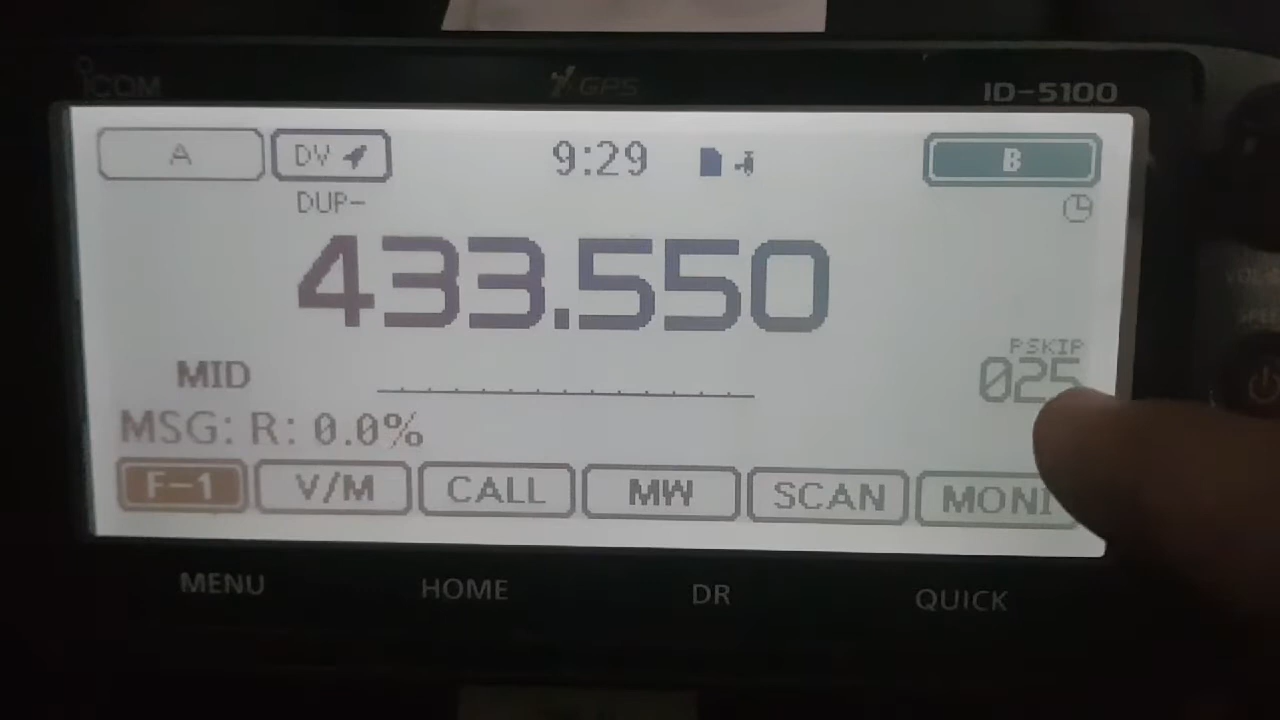 ICOM GPS ID-5100
A DV 9:29 B
DUP-
433.550
PSKIP
MID 025
MSG: R: 0.0%
F-1 V/M CALL MW SCAN MONI
MENU HOME DR QUICK